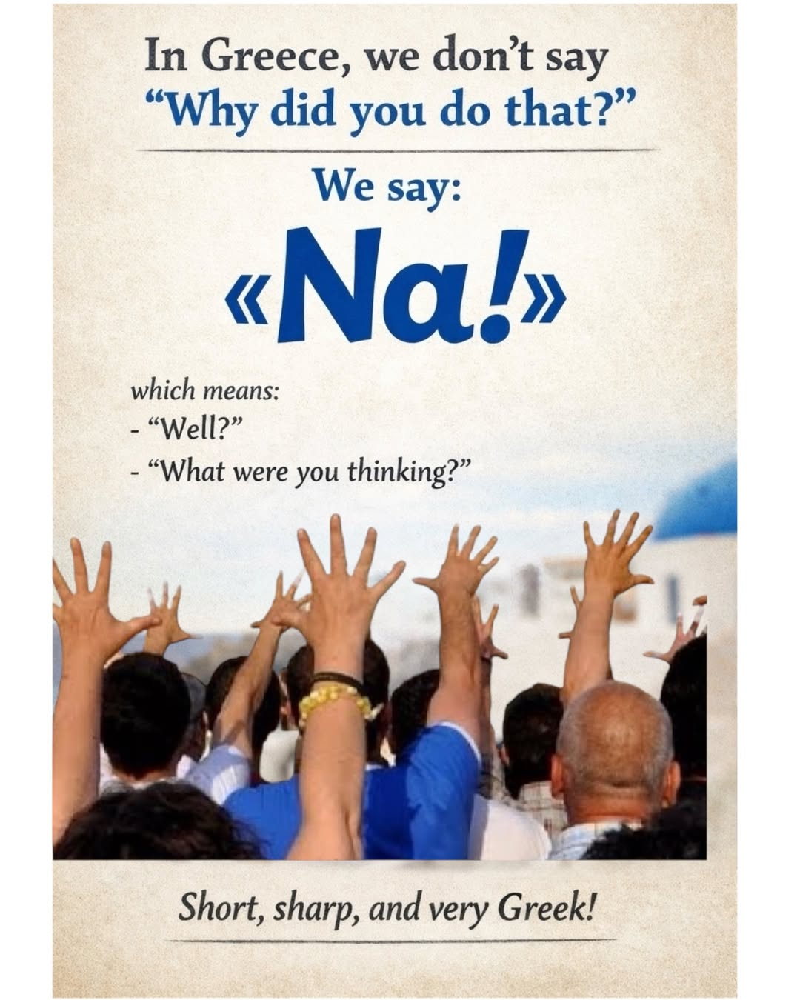 In Greece, we don’t say
“Why did you do that?”
We say:
«Na!»
which means:
- “Well?”
- “What were you thinking?”
Short, sharp, and very Greek!